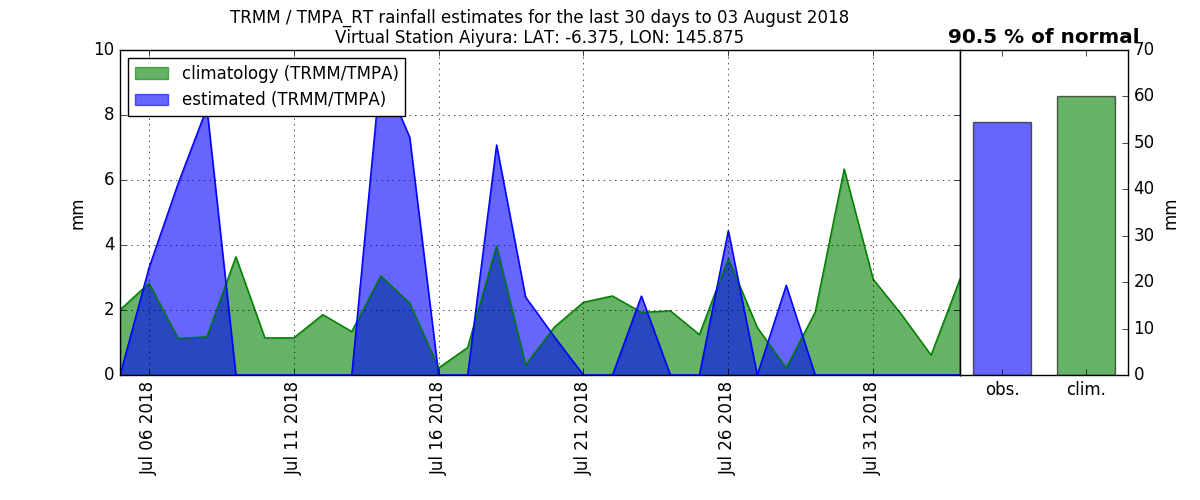 TRMM / TMPA_RT rainfall estimates for the last 30 days to 03 August 2018
Virtual Station Aiyura: LAT: -6.375, LON: 145.875
90.5 % of normal
climatology (TRMM/TMPA)
estimated (TRMM/TMPA)
10
8
6
4
2
0
mm
Jul 06 2018
Jul 11 2018
Jul 16 2018
Jul 21 2018
Jul 26 2018
Jul 31 2018
70
60
50
40
30
20
10
0
mm
obs.
clim.